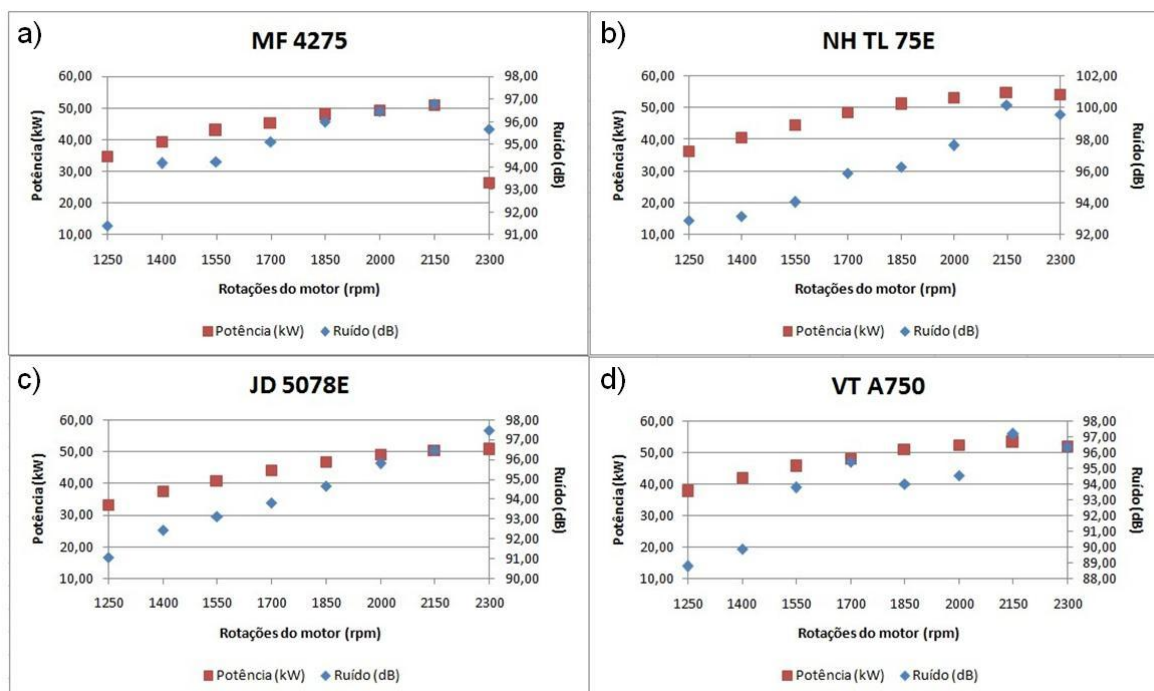 a)
MF 4275
60,00
50,00
40,00
30,00
20,00
10,00
Potência (kW)
98,00
97,00
96,00
95,00
94,00
93,00
92,00
91,00
Ruído (dB)
1250 1400 1550 1700 1850 2000 2150 2300
Rotações do motor (rpm)
Potência (kW) Ruído (dB)
b)
NH TL 75E
60,00
50,00
40,00
30,00
20,00
10,00
Potência (kW)
102,00
100,00
98,00
96,00
94,00
92,00
Ruído (dB)
1250 1400 1550 1700 1850 2000 2150 2300
Rotações do motor (rpm)
Potência (kW) Ruído (dB)
c)
JD 5078E
60,00
50,00
40,00
30,00
20,00
10,00
Potência (kW)
98,00
97,00
96,00
95,00
94,00
93,00
92,00
91,00
90,00
Ruído (dB)
1250 1400 1550 1700 1850 2000 2150 2300
Rotações do motor (rpm)
Potência (kW) Ruído (dB)
d)
VT A750
60,00
50,00
40,00
30,00
20,00
10,00
Potência (kW)
98,00
97,00
96,00
95,00
94,00
93,00
92,00
91,00
90,00
89,00
88,00
Ruído (dB)
1250 1400 1550 1700 1850 2000 2150 2300
Rotações do motor (rpm)
Potência (kW) Ruído (dB)